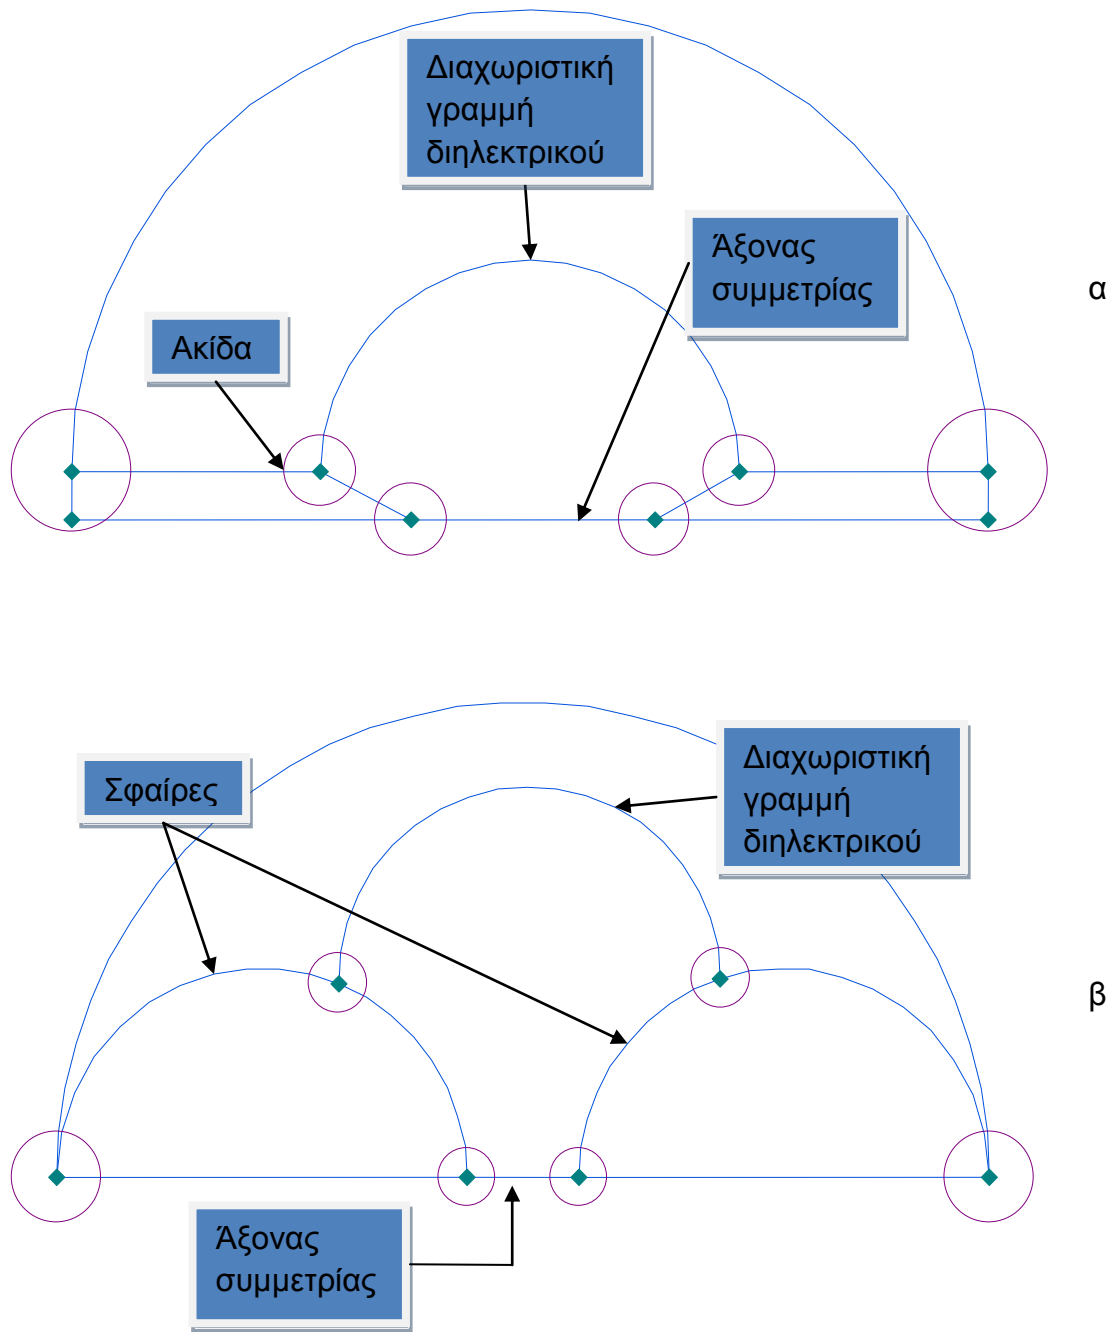 Διαχωριστική
γραμμή
διηλεκτρικού
Άξονας
συμμετρίας
α
Ακίδα
Διαχωριστική
γραμμή
διηλεκτρικού
Σφαίρες
β
Άξονας
συμμετρίας